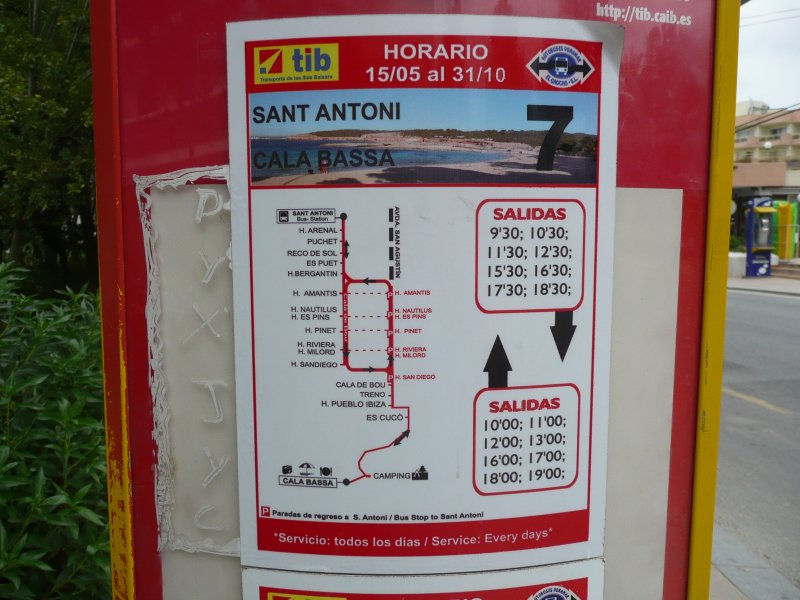 http://tib.caib.es
tib
Transports de les Illes Balears
HORARIO
15/05 al 31/10
EL GAUCHO - S.L.
SANT ANTONI
CALA BASSA
7
SANT ANTONI
Bus- Station
H. ARENAL
PUCHET
RECO DE SOL
ES PUET
H.BERGANTIN
H. AMANTIS
H. NAUTILUS
H. ES PINS
H. PINET
H. RIVIERA
H. MILORD
H. SANDIEGO
AVDA. SAN AGUSTIN
P H. AMANTIS
P H. NAUTILUS
H. ES PINS
P H. PINET
P H. RIVIERA
H. MILORD
P H. SAN DIEGO
CALA DE BOU
TRENO
H. PUEBLO IBIZA
ES CUCÒ
CALA BASSA
CAMPING
SALIDAS
9'30; 10'30;
11'30; 12'30;
15'30; 16'30;
17'30; 18'30;
SALIDAS
10'00; 11'00;
12'00; 13'00;
16'00; 17'00;
18'00; 19'00;
P Paradas de regreso a S. Antoni / Bus Stop to Sant Antoni
*Servicio: todos los días / Service: Every days*